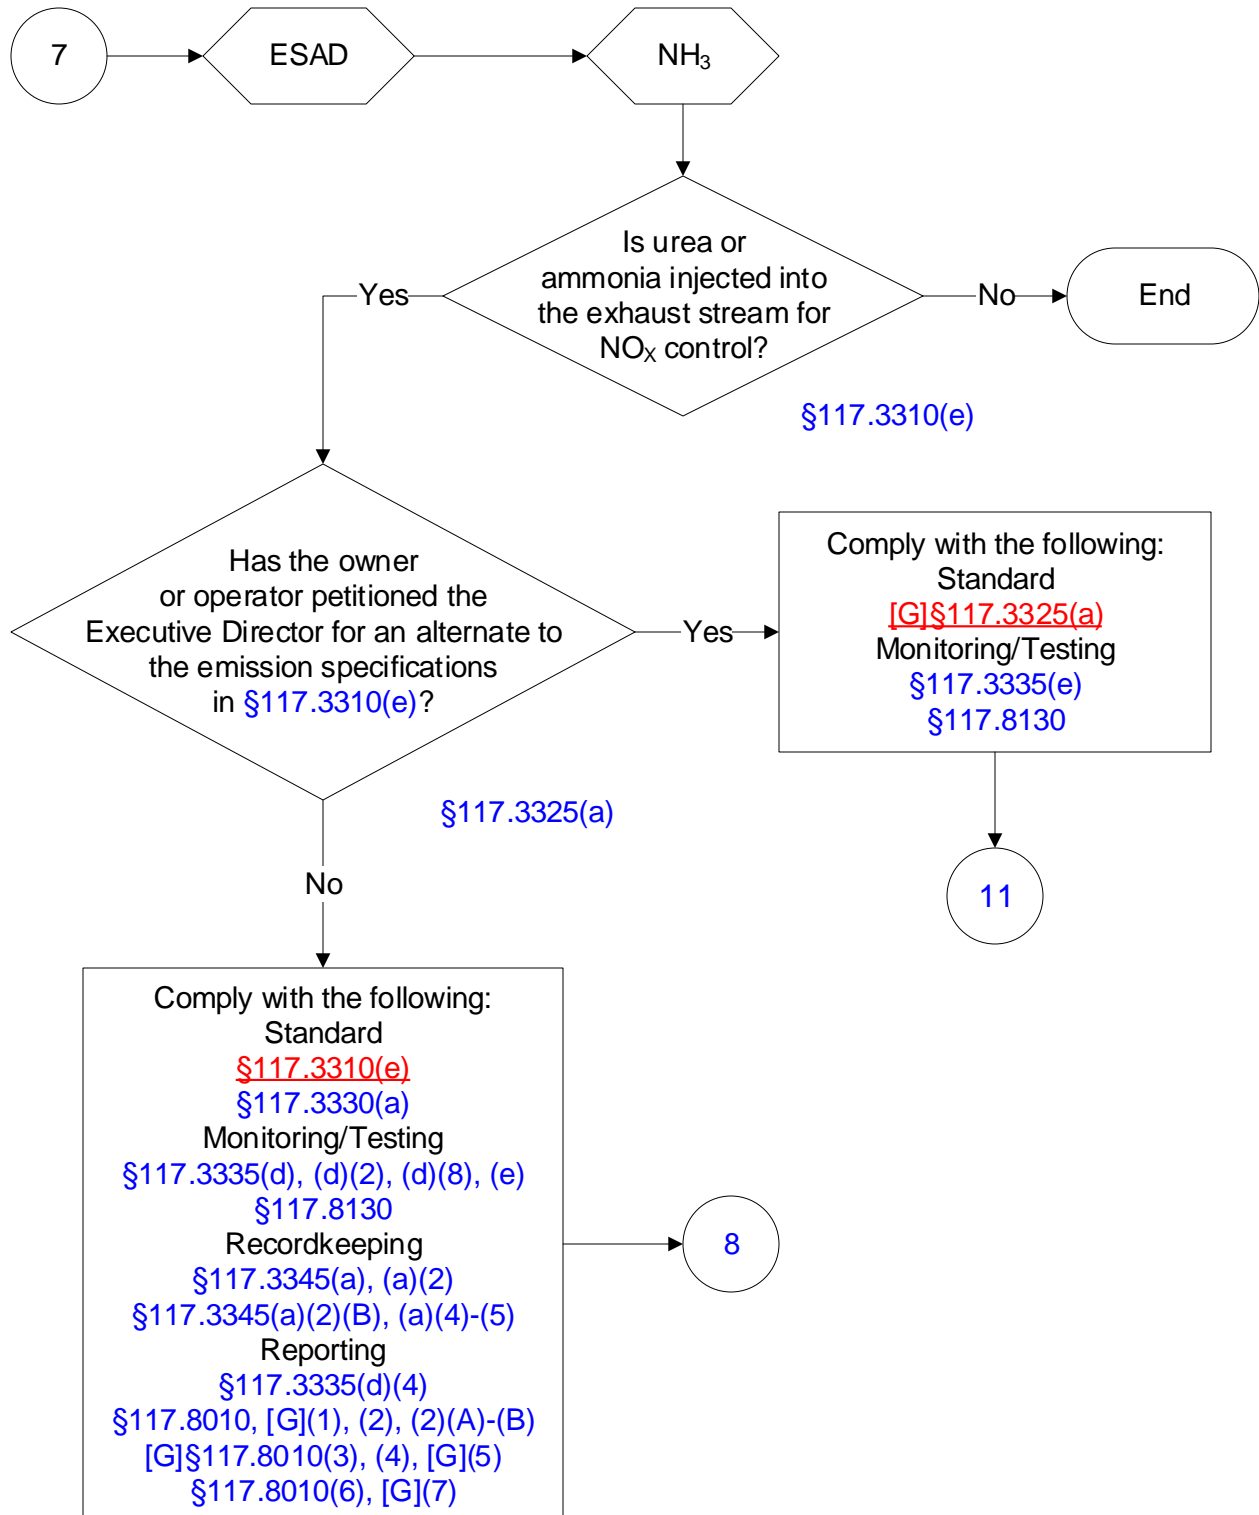 7
ESAD
NH₃
Is urea or
ammonia injected into
the exhaust stream for
NOₓ control?
Yes
No
End
§117.3310(e)
Has the owner
or operator petitioned the
Executive Director for an alternate to
the emission specifications
in §117.3310(e)?
Yes
Comply with the following:
Standard
[G]§117.3325(a)
Monitoring/Testing
§117.3335(e)
§117.8130
§117.3325(a)
11
No
Comply with the following:
Standard
§117.3310(e)
§117.3330(a)
Monitoring/Testing
§117.3335(d), (d)(2), (d)(8), (e)
§117.8130
Recordkeeping
§117.3345(a), (a)(2)
§117.3345(a)(2)(B), (a)(4)-(5)
Reporting
§117.3335(d)(4)
§117.8010, [G](1), (2), (2)(A)-(B)
[G]§117.8010(3), (4), [G](5)
§117.8010(6), [G](7)
8